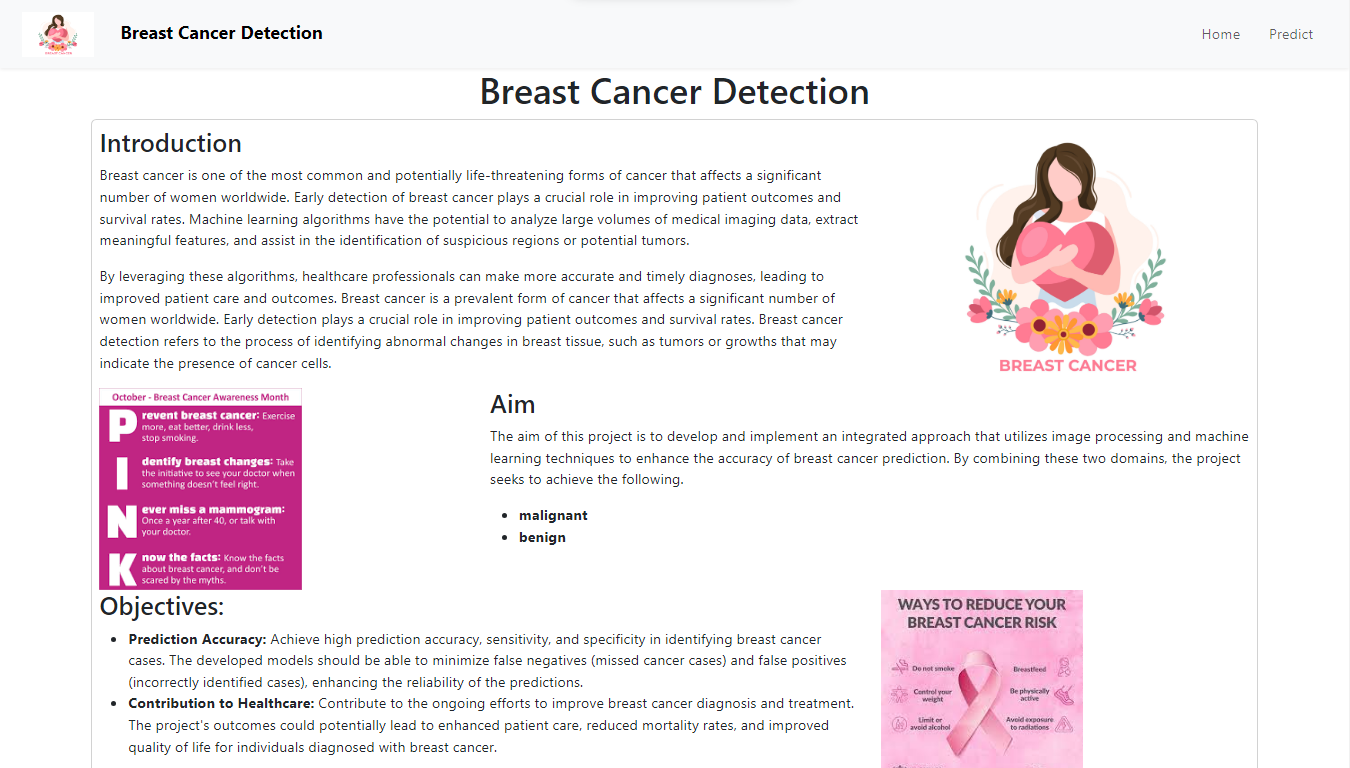 BREAST CANCER
Breast Cancer Detection
Home
Predict
Breast Cancer Detection
Introduction
Breast cancer is one of the most common and potentially life-threatening forms of cancer that affects a significant
number of women worldwide. Early detection of breast cancer plays a crucial role in improving patient outcomes and
survival rates. Machine learning algorithms have the potential to analyze large volumes of medical imaging data, extract
meaningful features, and assist in the identification of suspicious regions or potential tumors.
By leveraging these algorithms, healthcare professionals can make more accurate and timely diagnoses, leading to
improved patient care and outcomes. Breast cancer is a prevalent form of cancer that affects a significant number of
women worldwide. Early detection plays a crucial role in improving patient outcomes and survival rates. Breast cancer
detection refers to the process of identifying abnormal changes in breast tissue, such as tumors or growths that may
indicate the presence of cancer cells.
BREAST CANCER
October - Breast Cancer Awareness Month
Prevent breast cancer: Exercise
more, eat better, drink less,
stop smoking.
Identify breast changes: Take
the initiative to see your doctor when
something doesn't feel right.
Never miss a mammogram:
Once a year after 40, or talk with
your doctor.
Know the facts: Know the facts
about breast cancer, and don't be
scared by the myths.
Aim
The aim of this project is to develop and implement an integrated approach that utilizes image processing and machine
learning techniques to enhance the accuracy of breast cancer prediction. By combining these two domains, the project
seeks to achieve the following.
malignant
benign
Objectives:
Prediction Accuracy: Achieve high prediction accuracy, sensitivity, and specificity in identifying breast cancer
cases. The developed models should be able to minimize false negatives (missed cancer cases) and false positives
(incorrectly identified cases), enhancing the reliability of the predictions.
Contribution to Healthcare: Contribute to the ongoing efforts to improve breast cancer diagnosis and treatment.
The project's outcomes could potentially lead to enhanced patient care, reduced mortality rates, and improved
quality of life for individuals diagnosed with breast cancer.
WAYS TO REDUCE YOUR
BREAST CANCER RISK
Do not smoke
Breastfeed
Control your
weight
Be physically
active
Limit or
avoid alcohol
Avoid exposure
to radiations